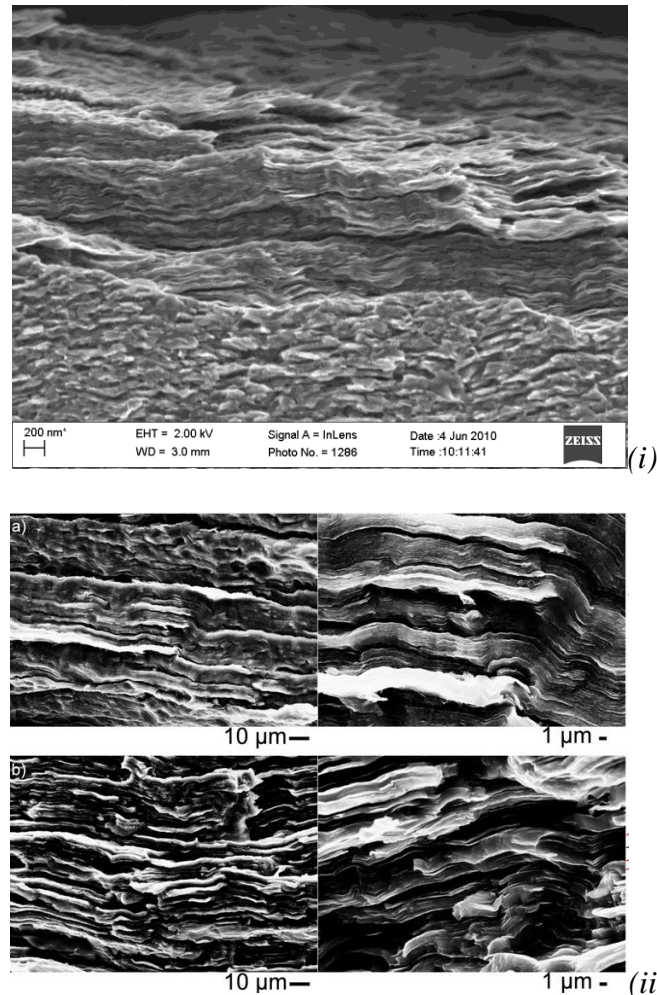 200 nm*
EHT = 2.00 kV
Signal A = InLens
Date :4 Jun 2010
ZEISS
WD = 3.0 mm
Photo No. = 1286
Time :10:11:41
(i)
a)
10 µm
1 µm
b)
10 µm
1 µm
(ii